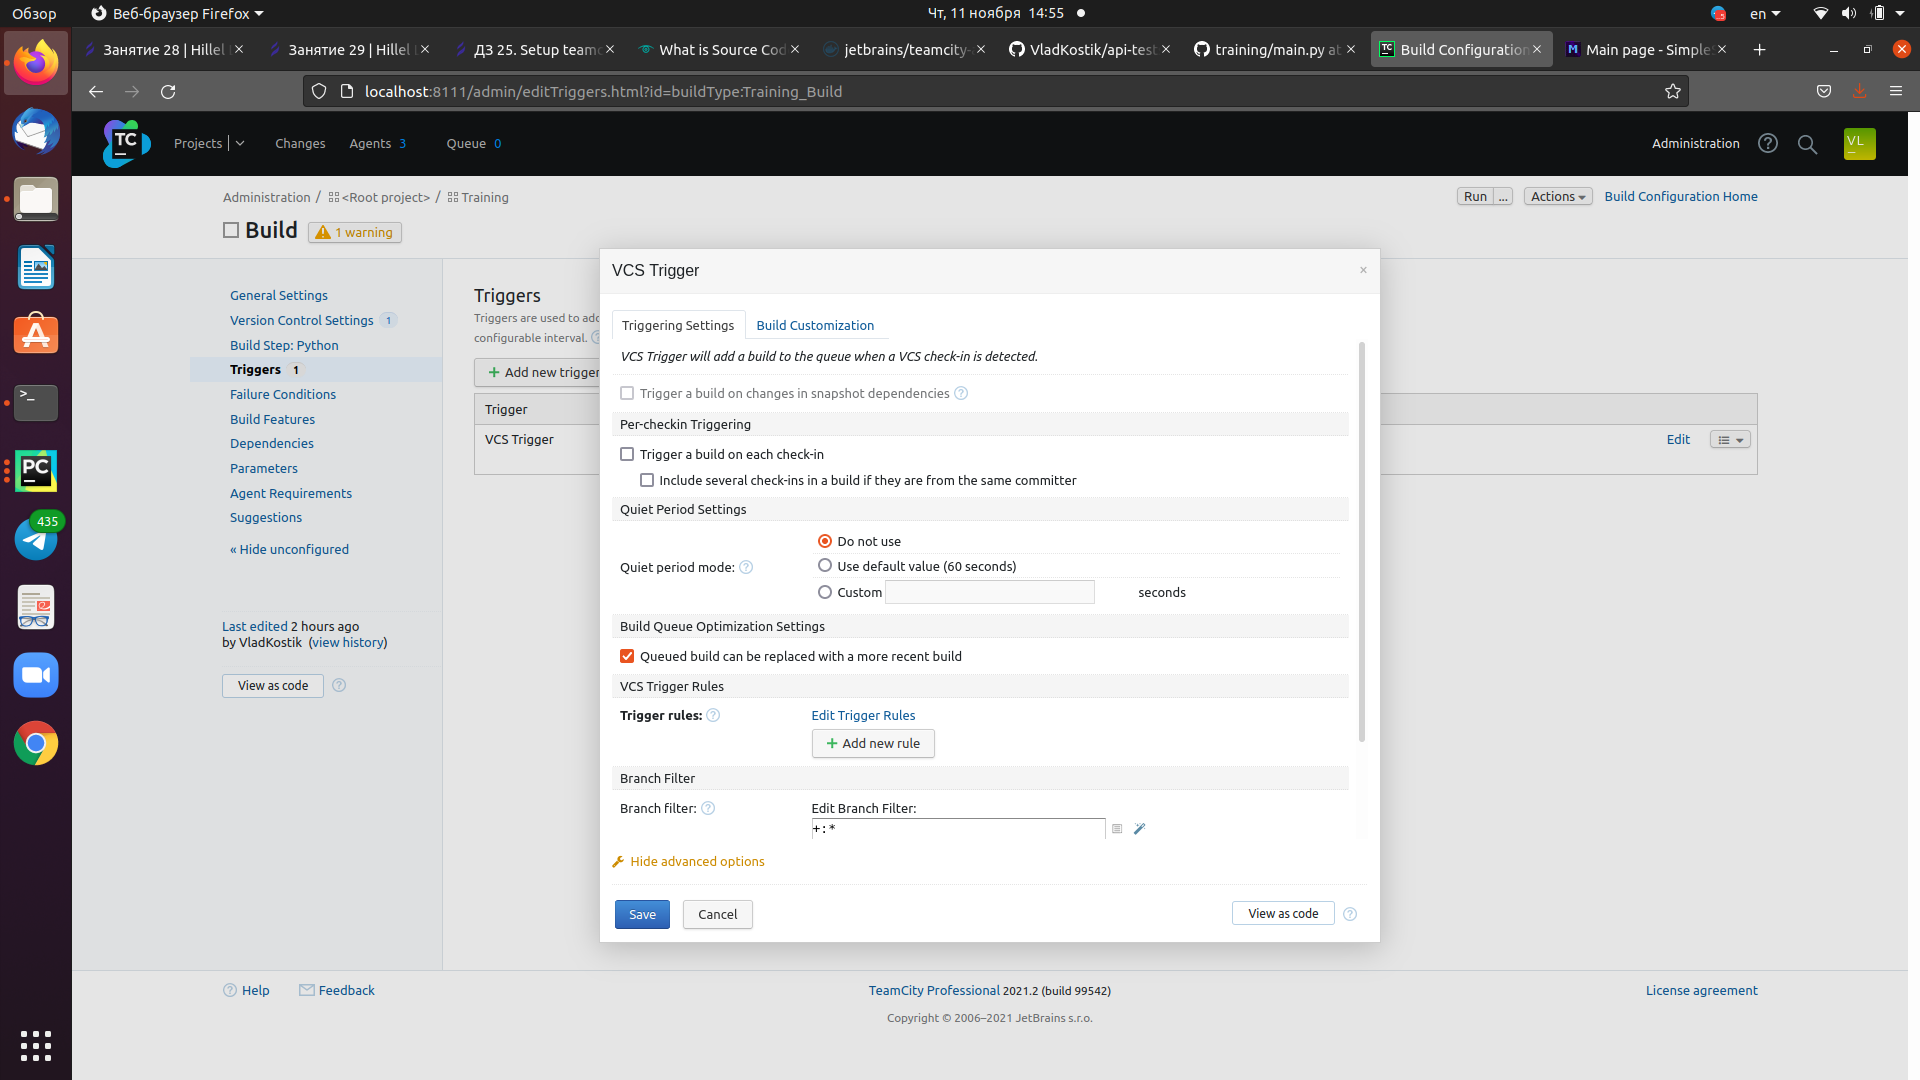 Обзор
Веб-браузер Firefox
Чт, 11 ноября 14:55
en
Занятие 28 | Hillel
Занятие 29 | Hillel
ДЗ 25. Setup teamc
What is Source Cod
jetbrains/teamcity-
VladKostik/api-test
training/main.py at
Build Configuration
Main page - Simple
localhost:8111/admin/editTriggers.html?id=buildType:Training_Build
TC
Projects
Changes
Agents 3
Queue 0
Administration
VL
Administration / <Root project> / Training
Run ...
Actions
Build Configuration Home
Build
1 warning
General Settings
Version Control Settings 1
Build Step: Python
Triggers 1
Failure Conditions
Build Features
Dependencies
Parameters
Agent Requirements
Suggestions
« Hide unconfigured
Last edited 2 hours ago
by VladKostik (view history)
View as code
Triggers
Triggers are used to add
configurable interval.
+ Add new trigger
Trigger
VCS Trigger
Edit
VCS Trigger
×
Triggering Settings
Build Customization
VCS Trigger will add a build to the queue when a VCS check-in is detected.
Trigger a build on changes in snapshot dependencies
Per-checkin Triggering
Trigger a build on each check-in
Include several check-ins in a build if they are from the same committer
Quiet Period Settings
Quiet period mode:
Do not use
Use default value (60 seconds)
Custom
seconds
Build Queue Optimization Settings
Queued build can be replaced with a more recent build
VCS Trigger Rules
Trigger rules:
Edit Trigger Rules
+ Add new rule
Branch Filter
Branch filter:
Edit Branch Filter:
+:*
Hide advanced options
Save
Cancel
View as code
Help
Feedback
TeamCity Professional 2021.2 (build 99542)
License agreement
Copyright © 2006–2021 JetBrains s.r.o.
PC
435